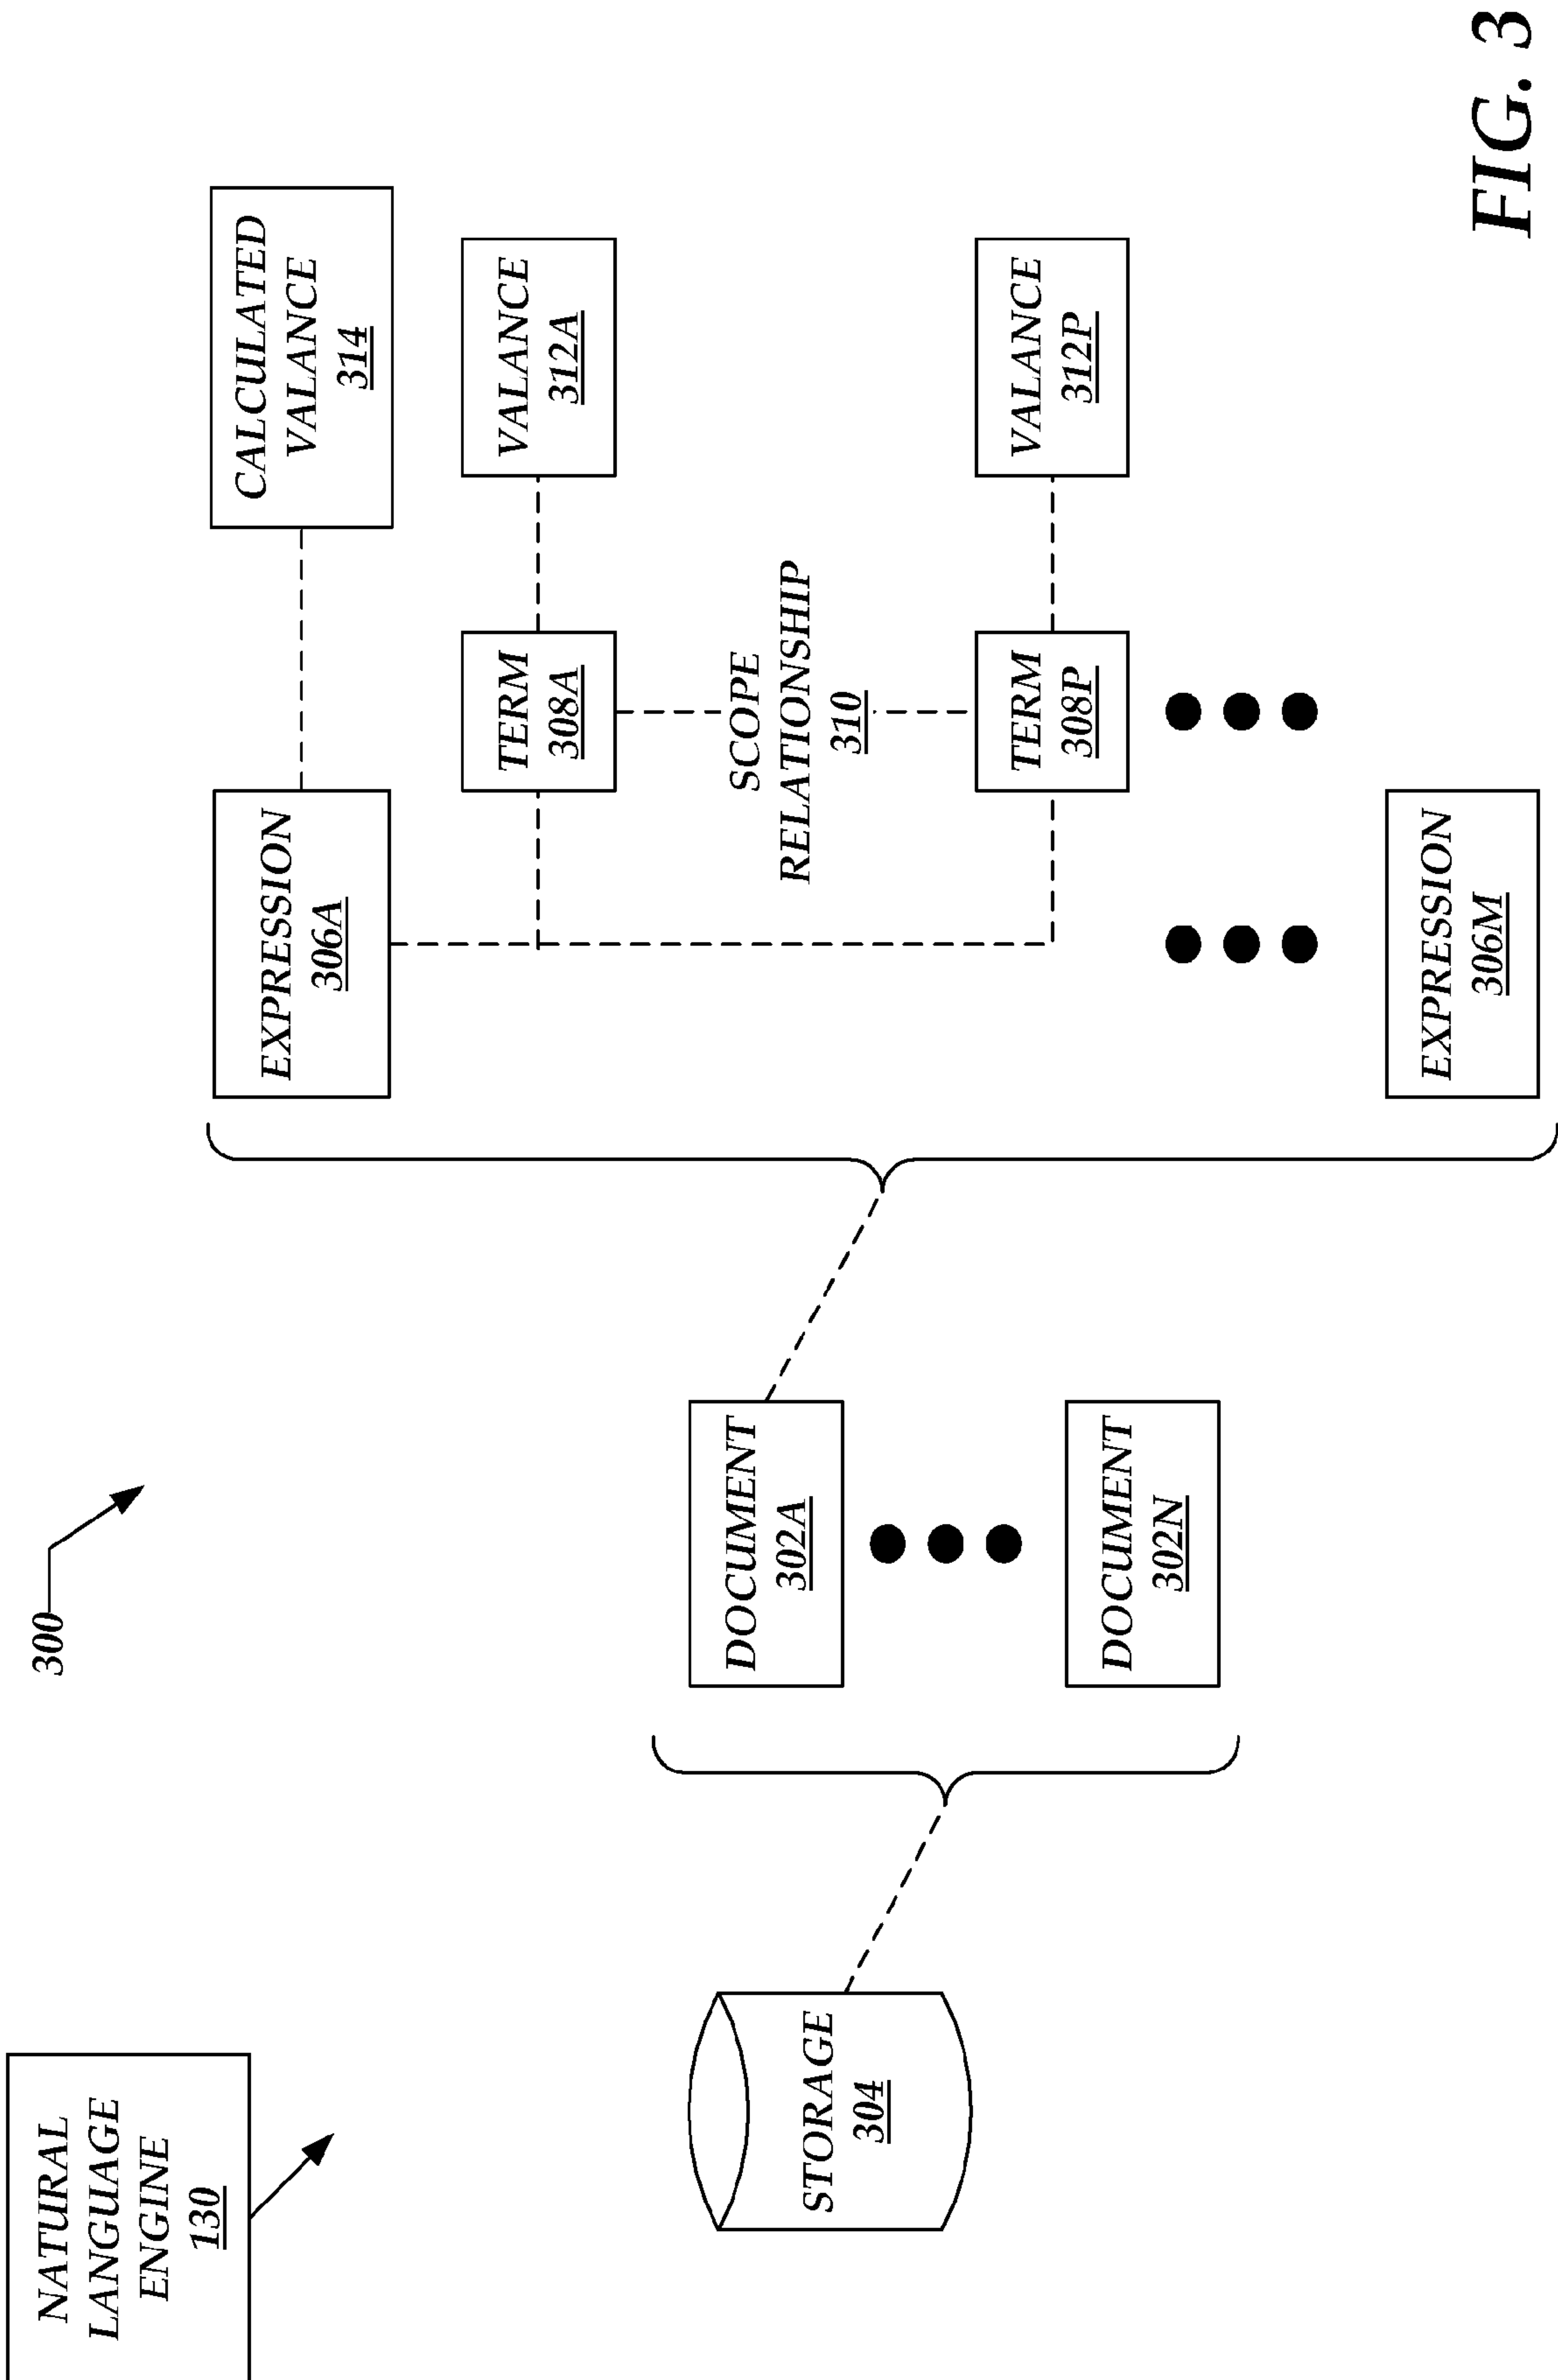 NATURAL
LANGUAGE
ENGINE
130
300
STORAGE
304
DOCUMENT
302A
DOCUMENT
302N
EXPRESSION
306A
CALCULATED
VALANCE
314
TERM
308A
VALANCE
312A
SCOPE
RELATIONSHIP
310
TERM
308P
VALANCE
312P
EXPRESSION
306M
FIG. 3